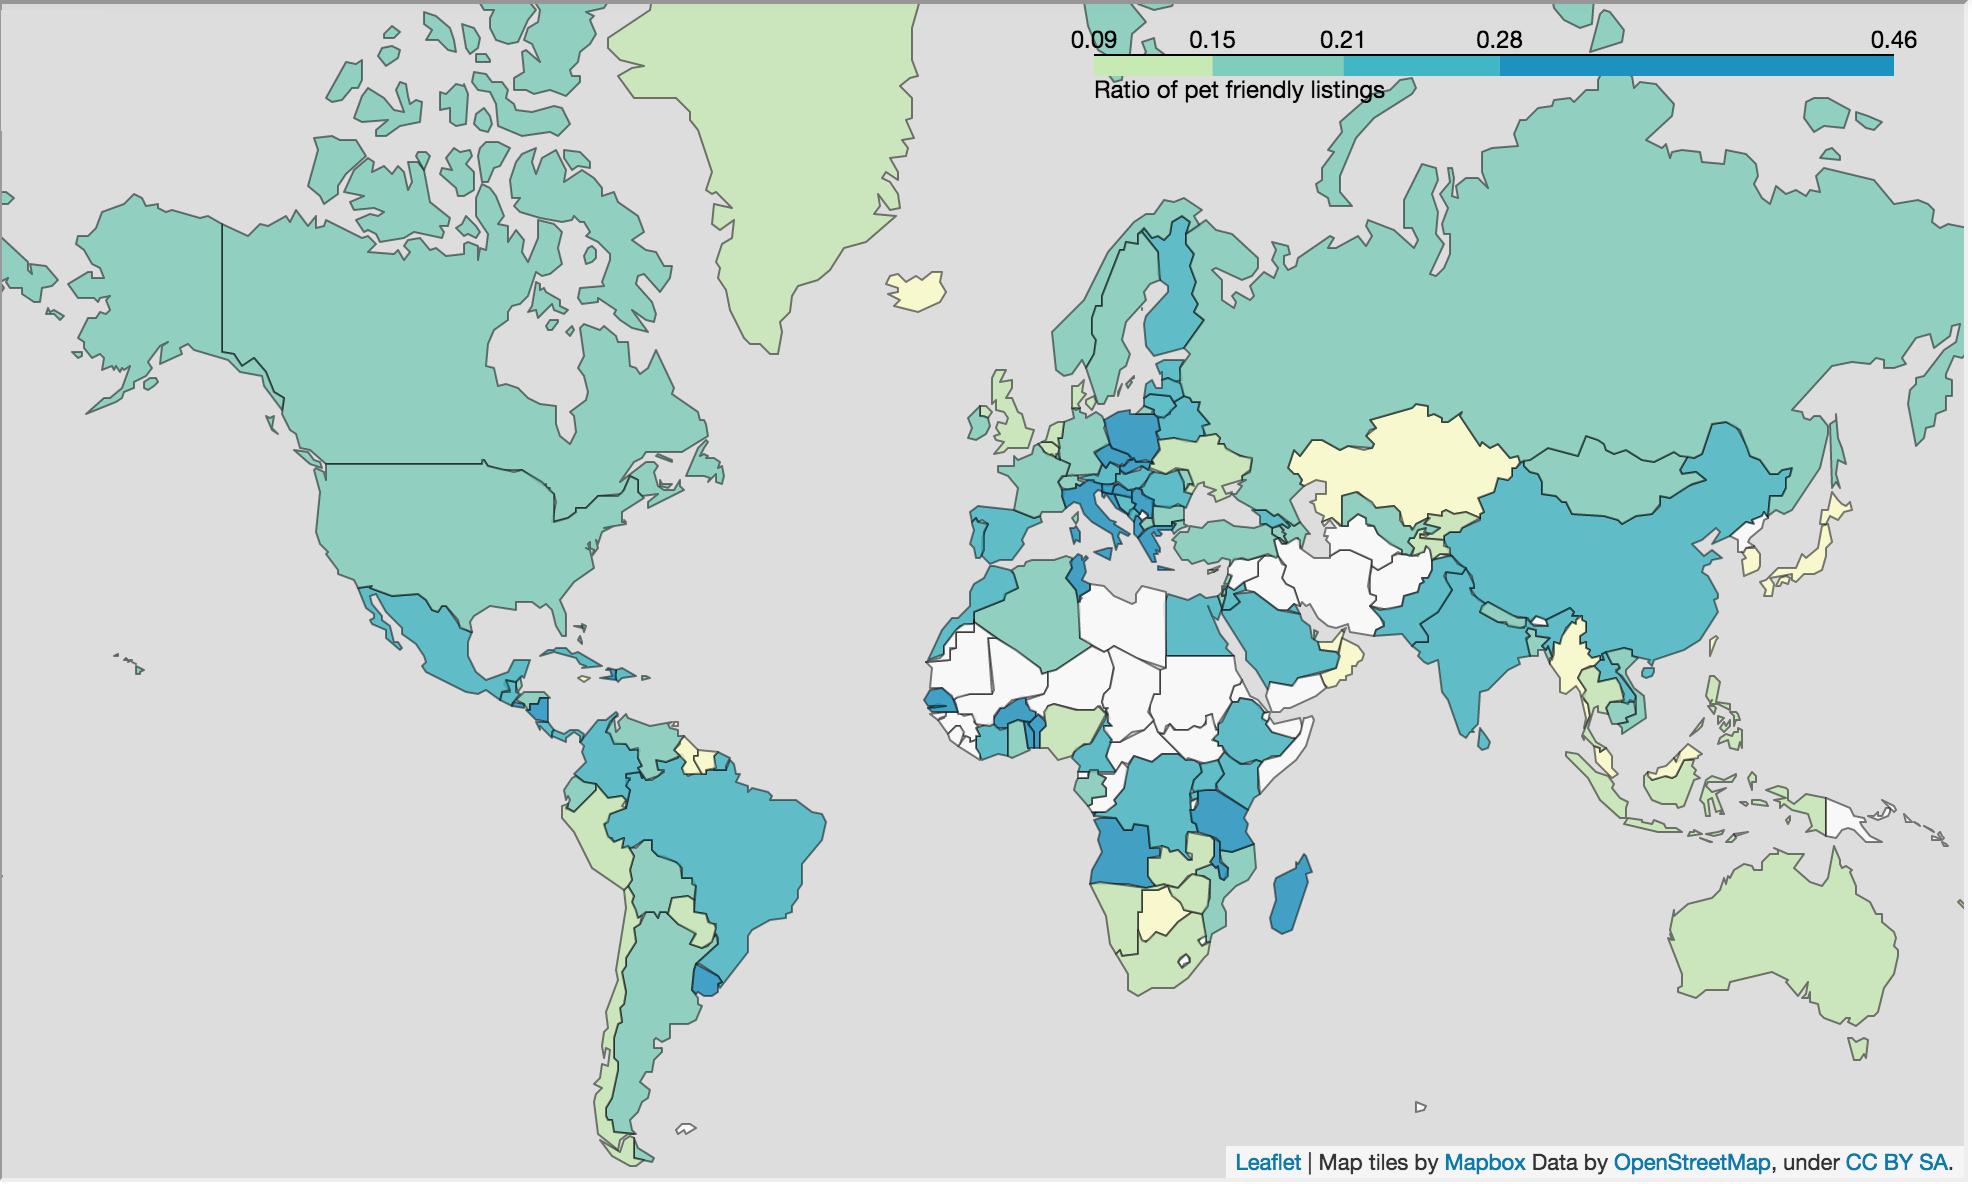 0.09 0.15 0.21 0.28 0.46
Ratio of pet friendly listings
Leaflet | Map tiles by Mapbox Data by OpenStreetMap, under CC BY SA.